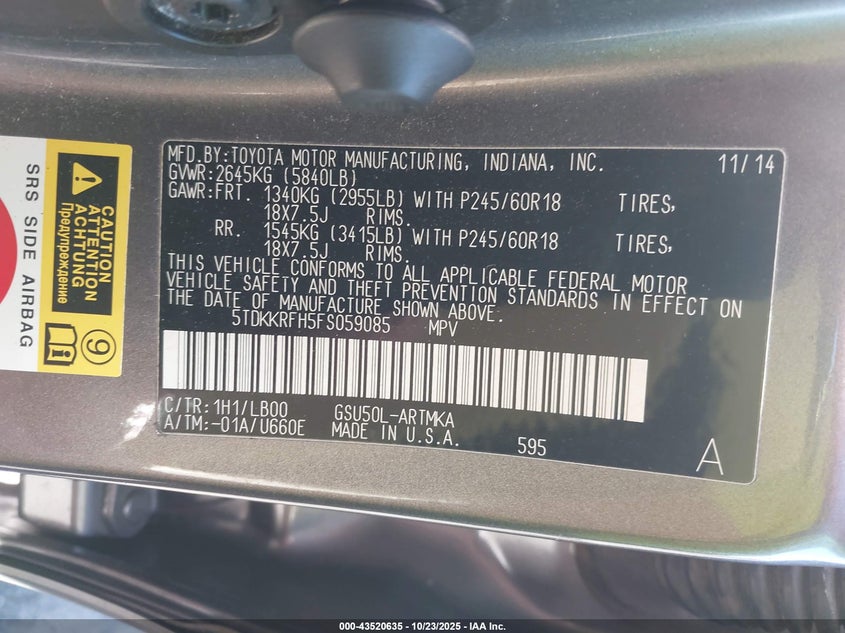 MFD.BY:TOYOTA MOTOR MANUFACTURING, INDIANA, INC. 11/14
GVWR:2645KG (5840LB)
GAWR:FRT. 1340KG (2955LB) WITH P245/60R18 TIRES,
18X7.5J RIMS.
RR. 1545KG (3415LB) WITH P245/60R18 TIRES,
18X7.5J RIMS.
THIS VEHICLE CONFORMS TO ALL APPLICABLE FEDERAL MOTOR
VEHICLE SAFETY AND THEFT PREVENTION STANDARDS IN EFFECT ON
THE DATE OF MANUFACTURE SHOWN ABOVE.
5TDKKRFH5FS059085 MPV
C/TR:1H1/LB00 GSU50L-ARTMKA
A/TM:-01A/U660E MADE IN U.S.A. 595
A
SRS SIDE AIRBAG
CAUTION
ATTENTION
ACHTUNG
Предупреждение
9
000-43520635 - 10/23/2025 - IAA Inc.